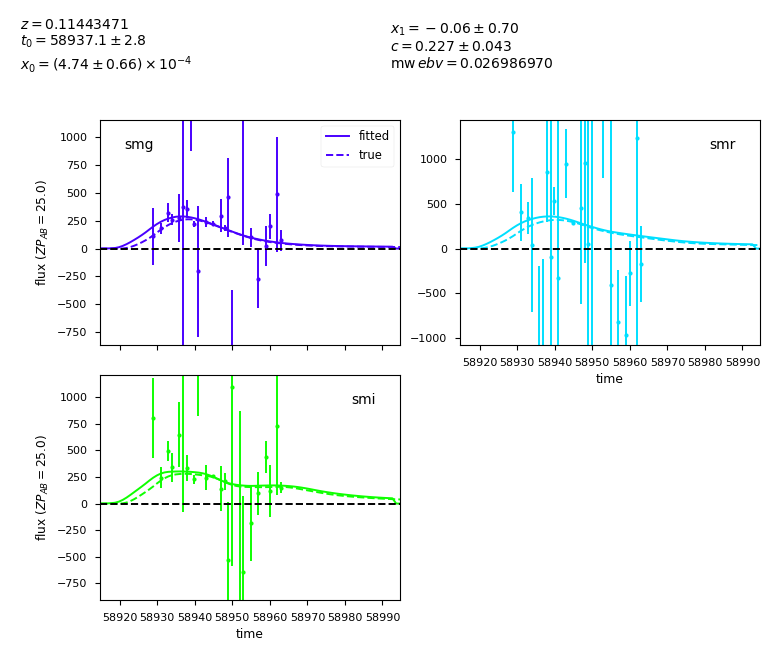 z = 0.11443471
t₀ = 58937.1 ± 2.8
x₀ = (4.74 ± 0.66) × 10⁻⁴
x₁ = −0.06 ± 0.70
c = 0.227 ± 0.043
mw ebv = 0.026986970
smg
fitted
true
1000
750
500
250
0
−250
−500
−750
flux (ZP_AB = 25.0)
smr
1000
500
0
−500
−1000
58920 58930 58940 58950 58960 58970 58980 58990
time
smi
1000
750
500
250
0
−250
−500
−750
flux (ZP_AB = 25.0)
58920 58930 58940 58950 58960 58970 58980 58990
time